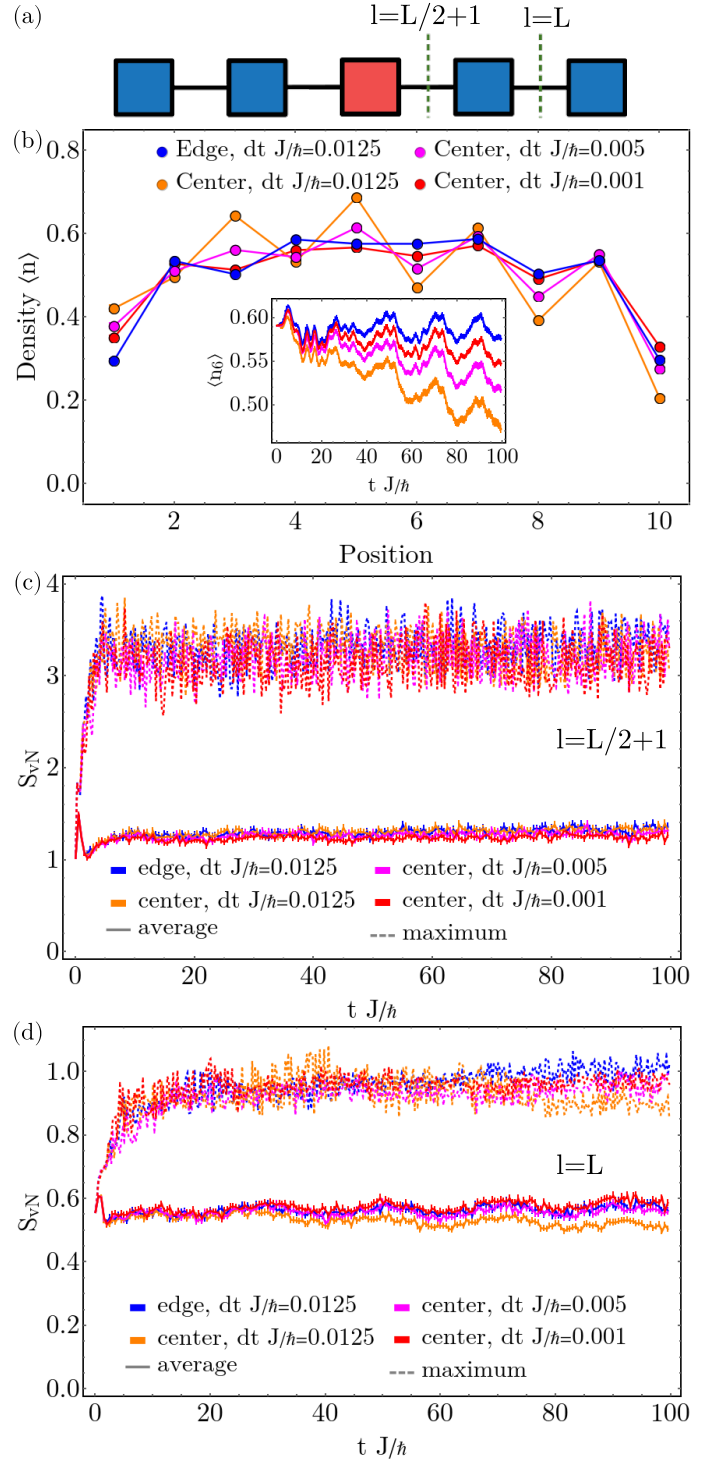 (a)
l=L/2+1
l=L
(b)
0.8
Edge, dt J/ℏ=0.0125
Center, dt J/ℏ=0.005
Center, dt J/ℏ=0.0125
Center, dt J/ℏ=0.001
0.6
0.4
0.2
0.0
Density ⟨n⟩
0.60
0.55
0.50
⟨n₆⟩
0 20 40 60 80 100
t J/ℏ
2 4 6 8 10
Position
(c)
4
3
2
1
0
SvN
l=L/2+1
edge, dt J/ℏ=0.0125
center, dt J/ℏ=0.005
center, dt J/ℏ=0.0125
center, dt J/ℏ=0.001
average
maximum
0 20 40 60 80 100
t J/ℏ
(d)
1.0
0.8
0.6
0.4
0.2
0.0
SvN
l=L
edge, dt J/ℏ=0.0125
center, dt J/ℏ=0.005
center, dt J/ℏ=0.0125
center, dt J/ℏ=0.001
average
maximum
0 20 40 60 80 100
t J/ℏ